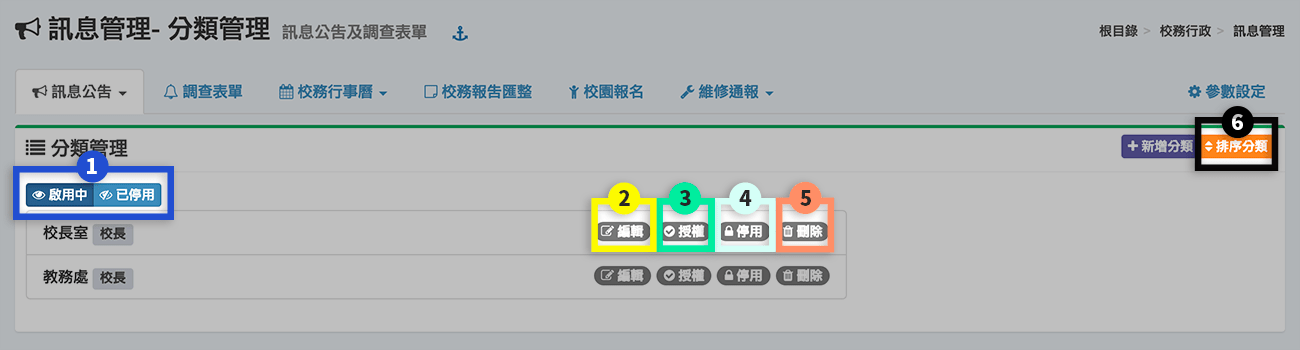 訊息管理- 分類管理 訊息公告及調查表單
根目錄 > 校務行政 > 訊息管理
訊息公告 調查表單 校務行事曆 校務報告匯整 校園報名 維修通報 參數設定
6
分類管理 新增分類 排序分類
1
啟用中 已停用
2 3 4 5
校長室 校長 編輯 授權 停用 刪除
教務處 校長 編輯 授權 停用 刪除